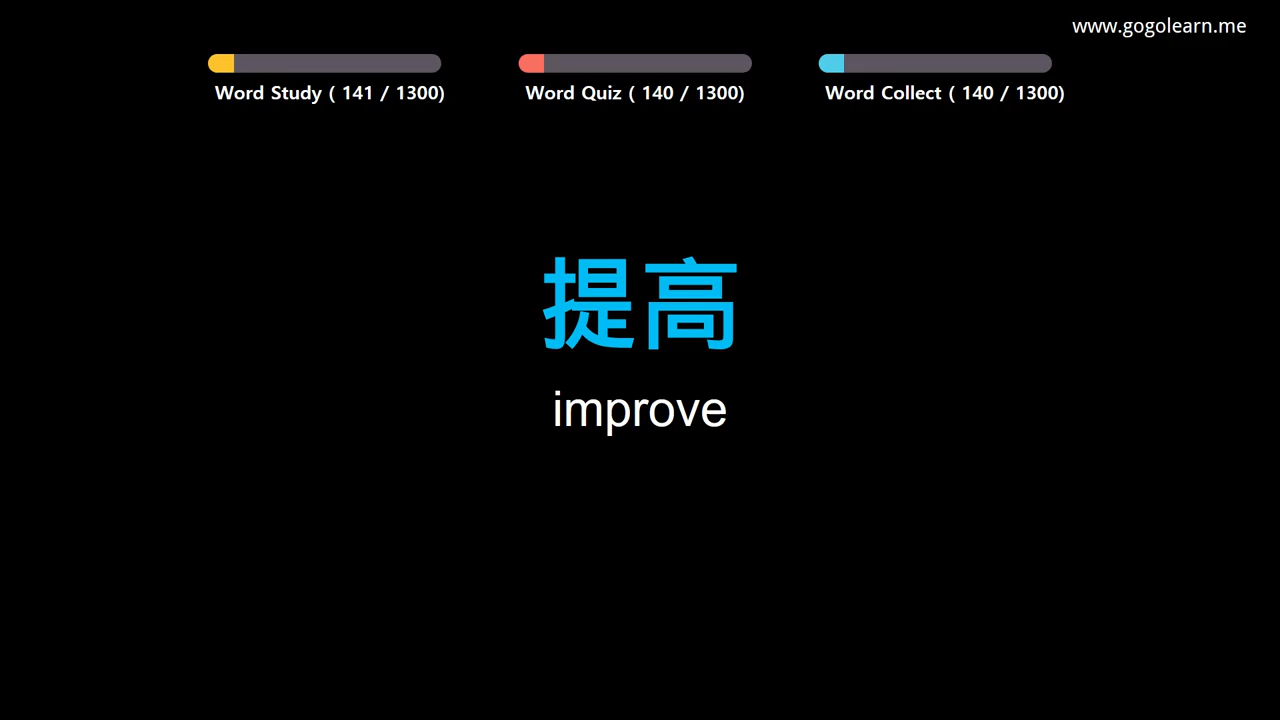 www.gogolearn.me
Word Study ( 141 / 1300)
Word Quiz ( 140 / 1300)
Word Collect ( 140 / 1300)
提高
improve